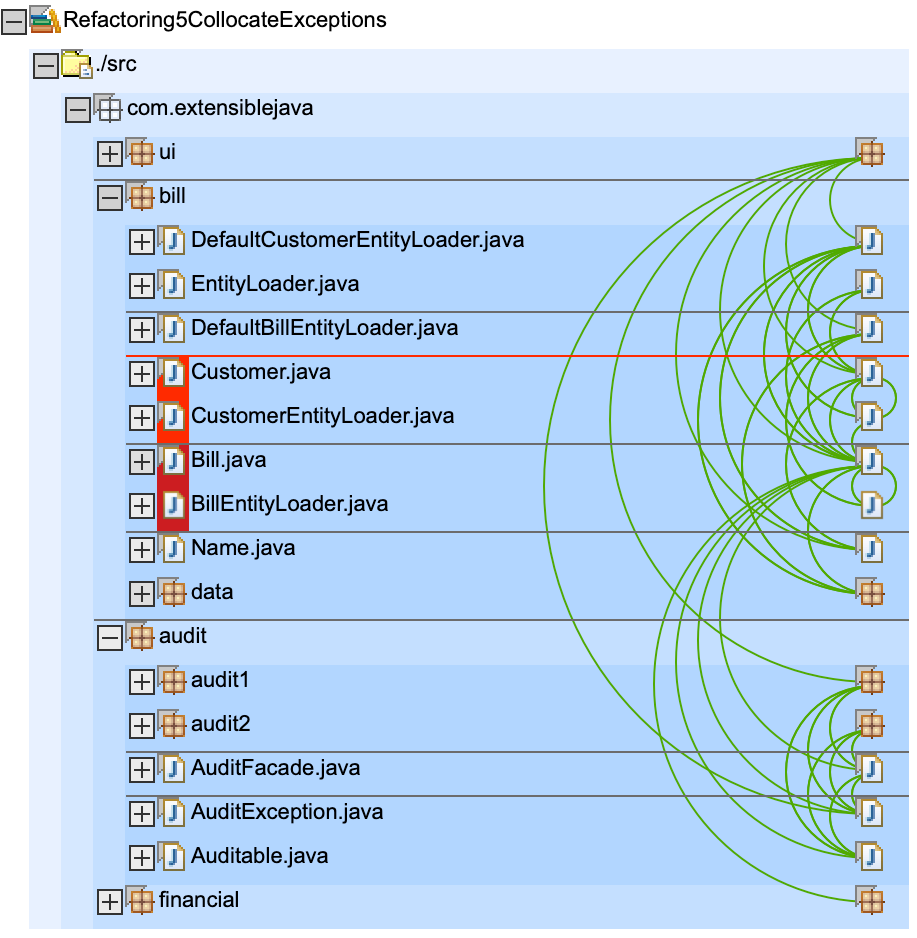 Refactoring5CollocateExceptions
./src
com.extensiblejava
ui
bill
DefaultCustomerEntityLoader.java
EntityLoader.java
DefaultBillEntityLoader.java
Customer.java
CustomerEntityLoader.java
Bill.java
BillEntityLoader.java
Name.java
data
audit
audit1
audit2
AuditFacade.java
AuditException.java
Auditable.java
financial